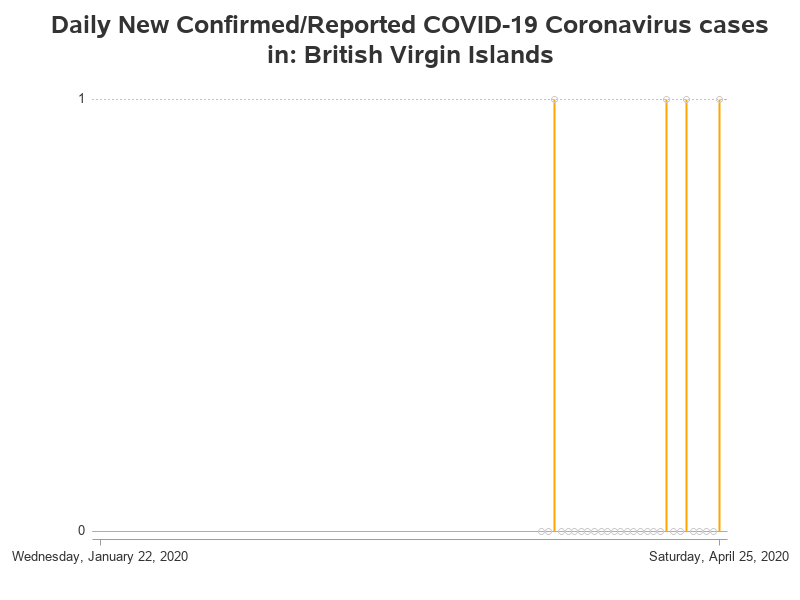 Daily New Confirmed/Reported COVID-19 Coronavirus cases
in: British Virgin Islands
1
0
Wednesday, January 22, 2020
Saturday, April 25, 2020